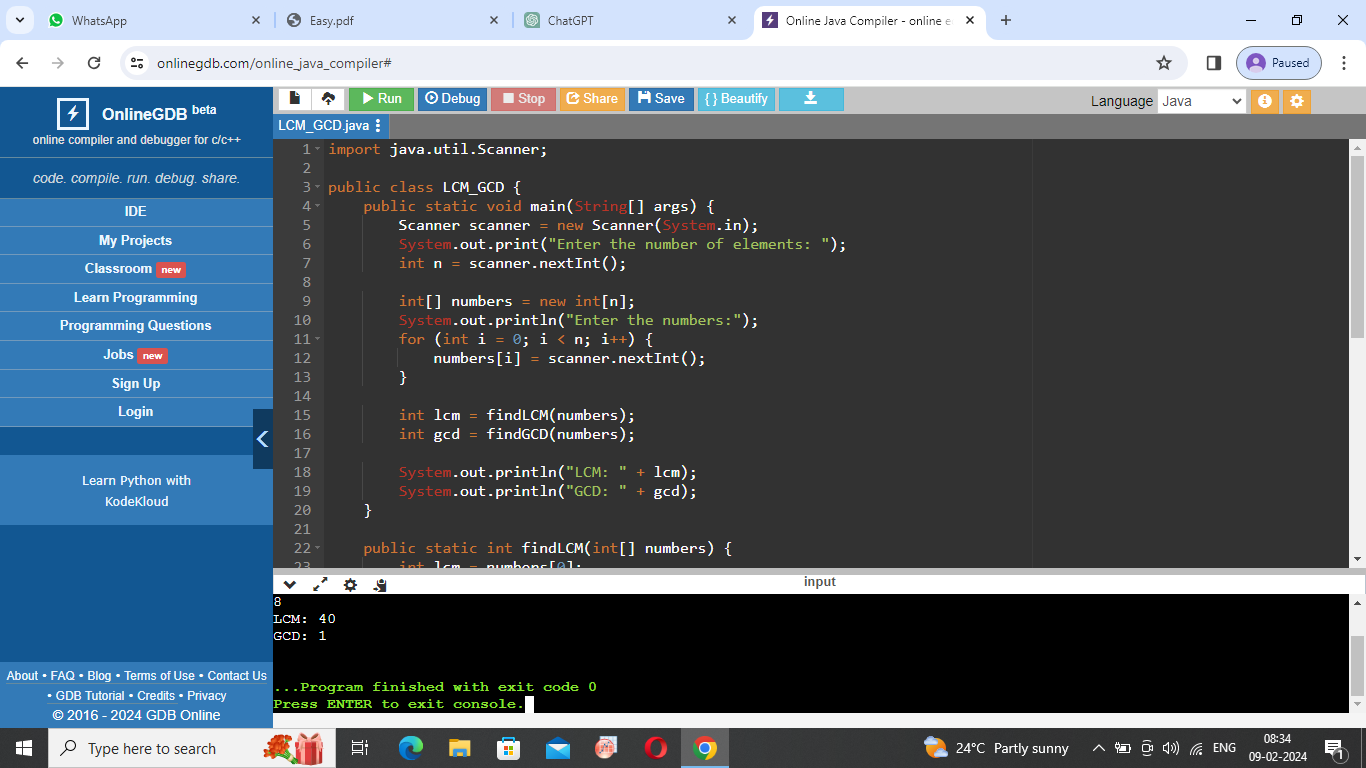 WhatsApp
Easy.pdf
ChatGPT
Online Java Compiler - online e
onlinegdb.com/online_java_compiler#
Paused
OnlineGDB beta
online compiler and debugger for c/c++
code. compile. run. debug. share.
IDE
My Projects
Classroom new
Learn Programming
Programming Questions
Jobs new
Sign Up
Login
Learn Python with
KodeKloud
About • FAQ • Blog • Terms of Use • Contact Us
• GDB Tutorial • Credits • Privacy
© 2016 - 2024 GDB Online
Run Debug Stop Share Save { } Beautify
Language Java
LCM_GCD.java
1 import java.util.Scanner;
2
3 public class LCM_GCD {
4 public static void main(String[] args) {
5 Scanner scanner = new Scanner(System.in);
6 System.out.print("Enter the number of elements: ");
7 int n = scanner.nextInt();
8
9 int[] numbers = new int[n];
10 System.out.println("Enter the numbers:");
11 for (int i = 0; i < n; i++) {
12 numbers[i] = scanner.nextInt();
13 }
14
15 int lcm = findLCM(numbers);
16 int gcd = findGCD(numbers);
17
18 System.out.println("LCM: " + lcm);
19 System.out.println("GCD: " + gcd);
20 }
21
22 public static int findLCM(int[] numbers) {
23 int lcm = numbers[0];
input
8
LCM: 40
GCD: 1
...Program finished with exit code 0
Press ENTER to exit console.
Type here to search
24°C Partly sunny
ENG
08:34
09-02-2024
1